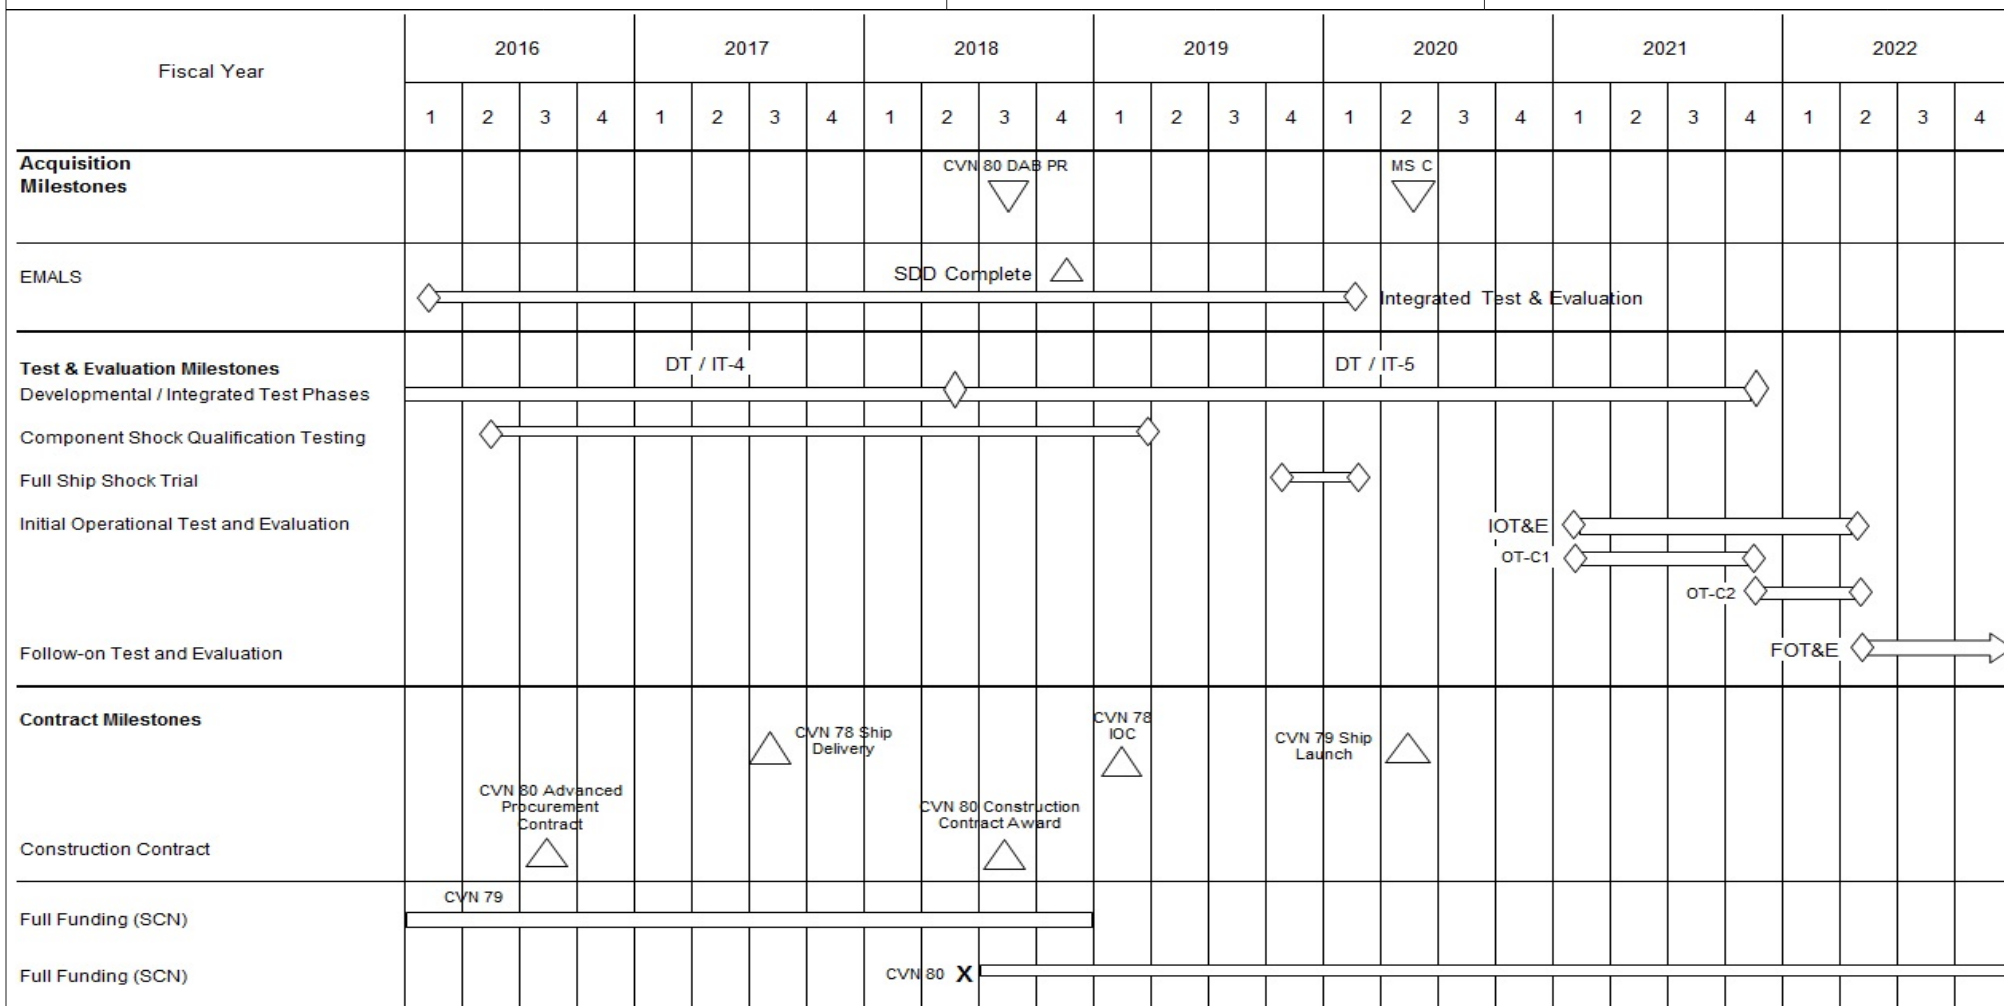 Fiscal Year
2016 2017 2018 2019 2020 2021 2022
1 2 3 4 1 2 3 4 1 2 3 4 1 2 3 4 1 2 3 4 1 2 3 4 1 2 3 4
Acquisition
Milestones
CVN 80 DAB PR
MS C
EMALS
SDD Complete
Integrated Test & Evaluation
Test & Evaluation Milestones
DT / IT-4
DT / IT-5
Developmental / Integrated Test Phases
Component Shock Qualification Testing
Full Ship Shock Trial
Initial Operational Test and Evaluation
IOT&E
OT-C1
OT-C2
Follow-on Test and Evaluation
FOT&E
Contract Milestones
CVN 78 Ship
Delivery
CVN 78
IOC
CVN 79 Ship
Launch
CVN 80 Advanced
Procurement
Contract
CVN 80 Construction
Contract Award
Construction Contract
CVN 79
Full Funding (SCN)
Full Funding (SCN)
CVN 80 X